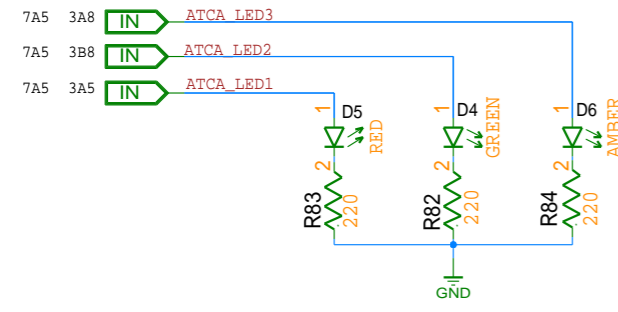 7A5 3A8 IN ATCA_LED3
7A5 3B8 IN ATCA_LED2
7A5 3A5 IN ATCA_LED1
1 D5 RED 2
1 D4 GREEN 2
1 D6 AMBER 2
R83 220
R82 220
R84 220
GND